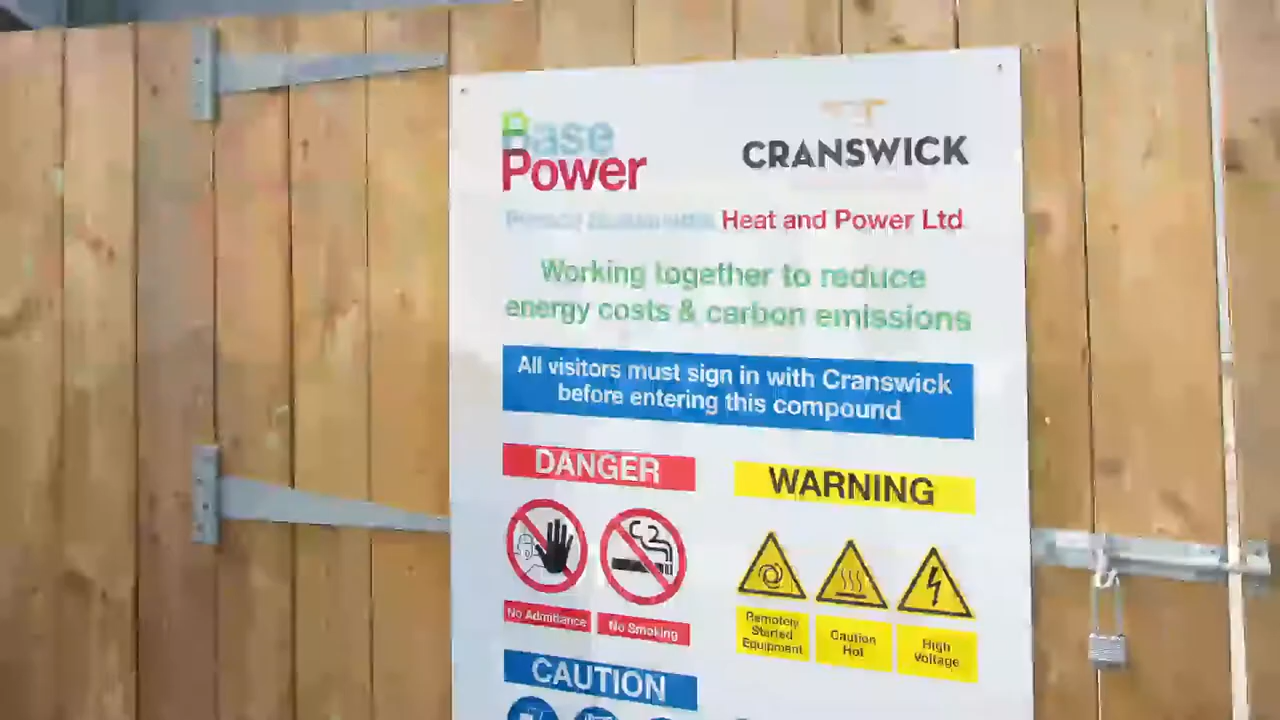 Base
Power
CRANSWICK
Heat and Power Ltd
Working together to reduce
energy costs & carbon emissions
All visitors must sign in with Cranswick
before entering this compound
DANGER
WARNING
No Admittance
No Smoking
Remotely
Started
Equipment
Caution
Hot
High
Voltage
CAUTION